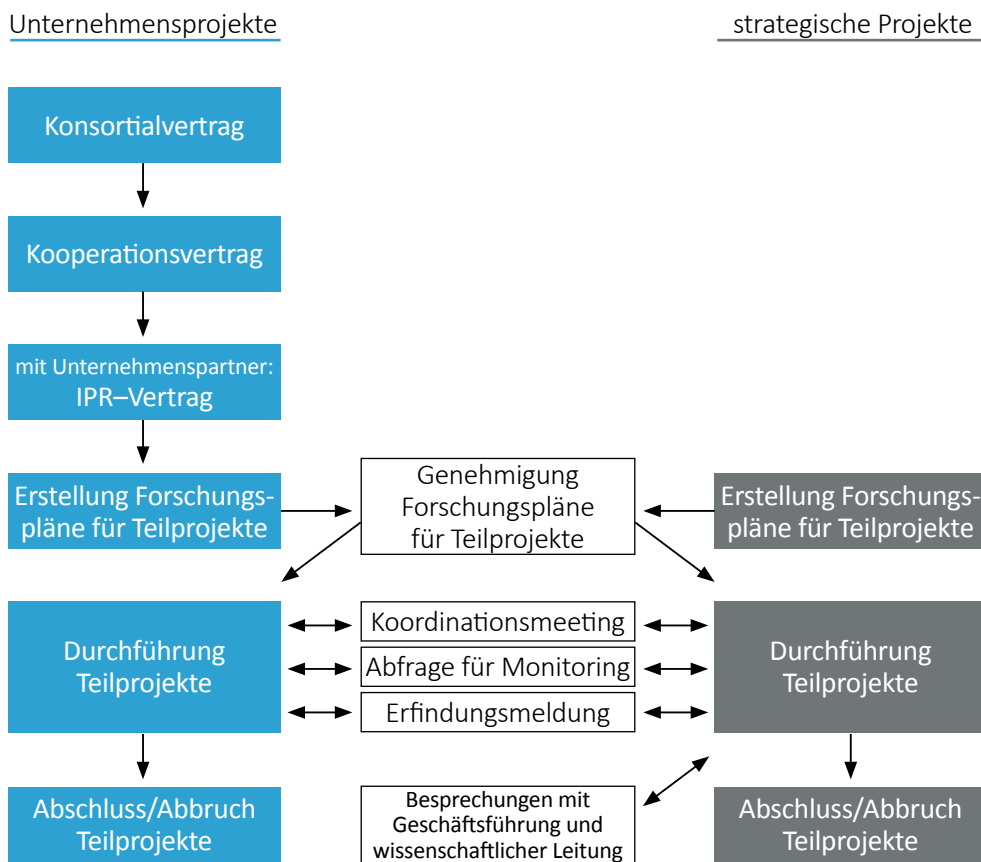 Unternehmensprojekte
strategische Projekte
Konsortialvertrag
Kooperationsvertrag
mit Unternehmenspartner:
IPR–Vertrag
Erstellung Forschungs-
pläne für Teilprojekte
Genehmigung
Forschungspläne
für Teilprojekte
Erstellung Forschungs-
pläne für Teilprojekte
Durchführung
Teilprojekte
Koordinationsmeeting
Abfrage für Monitoring
Erfindungsmeldung
Durchführung
Teilprojekte
Abschluss/Abbruch
Teilprojekte
Besprechungen mit
Geschäftsführung und
wissenschaftlicher Leitung
Abschluss/Abbruch
Teilprojekte